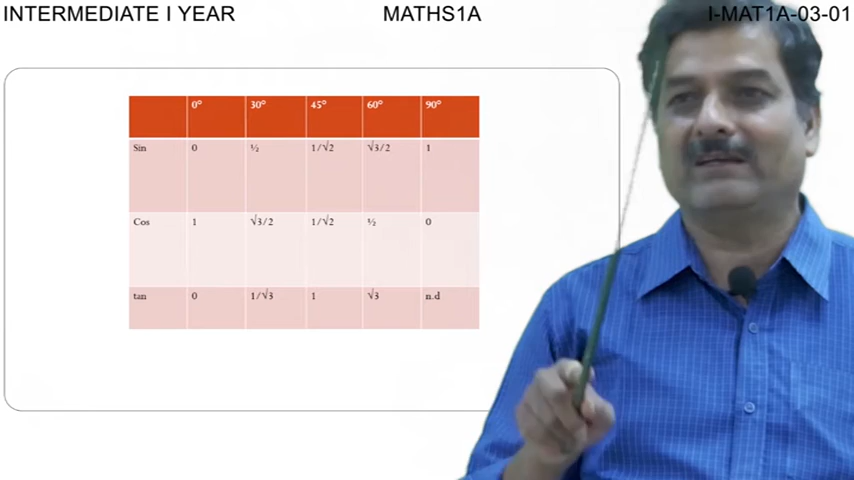 INTERMEDIATE I YEAR MATHS1A I-MAT1A-03-01
0° 30° 45° 60° 90°
Sin 0 ½ 1/√2 √3/2 1
Cos 1 √3/2 1/√2 ½ 0
tan 0 1/√3 1 √3 n.d